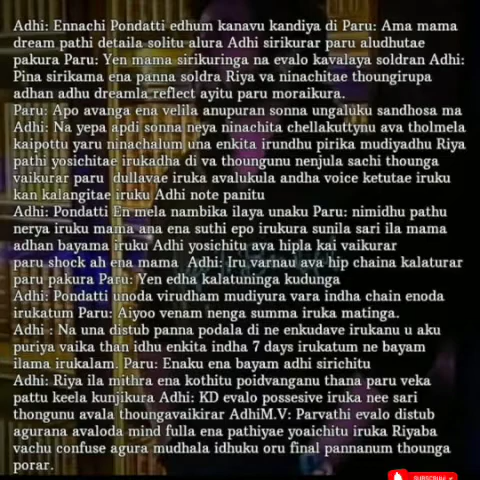 Adhi: Ennachi Pondatti edhum kanavu kandiya di Paru: Ama mama
dream pathi detaila solitu alura Adhi sirikurar paru aludhutae
pakura Paru: Yen mama sirikuringa na evalo kavalaya soldran Adhi:
Pina sirikama ena panna soldra Riya va ninachitae thoungirupa
adhan adhu dreamla reflect ayitu paru moraikura.
Paru: Apo avanga ena velila anupuran sonna ungaluku sandhosa ma
Adhi: Na yepa apdi sonna neya ninachita chellakuttynu ava tholmela
kaipottu yaru ninachalum una enkita irundhu pirika mudiyadhu Riya
pathi yosichitae irukadha di va thoungunu nenjula sachi thounga
vaikurar paru dullavae iruka avalukula andha voice ketutae iruku
kan kalangitae iruku Adhi note panitu
Adhi: Pondatti En mela nambika ilaya unaku Paru: nimidhu pathu
nerya iruku mama ana ena suthi epo irukura sunila sari ila mama
adhan bayama iruku Adhi yosichitu ava hipla kai vaikurar
paru shock ah ena mama Adhi: Iru varnau ava hip chaina kalaturar
paru pakura Paru: Yen edha kalatuninga kudunga
Adhi: Pondatti unoda virudham mudiyura vara indha chain enoda
irukatum Paru: Aiyoo venam nenga summa iruka matinga.
Adhi : Na una distub panna podala di ne enkudave irukanu u aku
puriya vaika than idhu enkita indha 7 days irukatum ne bayam
ilama irukalam. Paru: Enaku ena bayam adhi sirichitu
Adhi: Riya ila mithra ena kothitu poidvanganu thana paru veka
pattu keela kunjikura Adhi: KD evalo possesive iruka nee sari
thongunu avala thoungavaikirar AdhiM.V: Parvathi evalo distub
agurana avaloda mind fulla ena pathiyae yoaichitu iruka Riyaba
vachu confuse agura mudhala idhuku oru final pannanum thounga
porar.